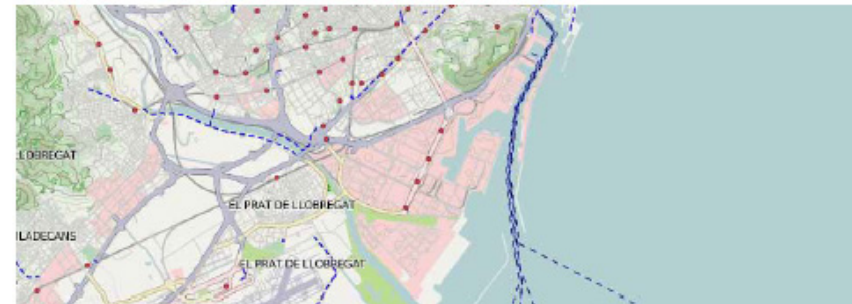 LLOBREGAT
EL PRAT DE LLOBREGAT
ILADECANS
EL PRAT DE LLOBREGAT